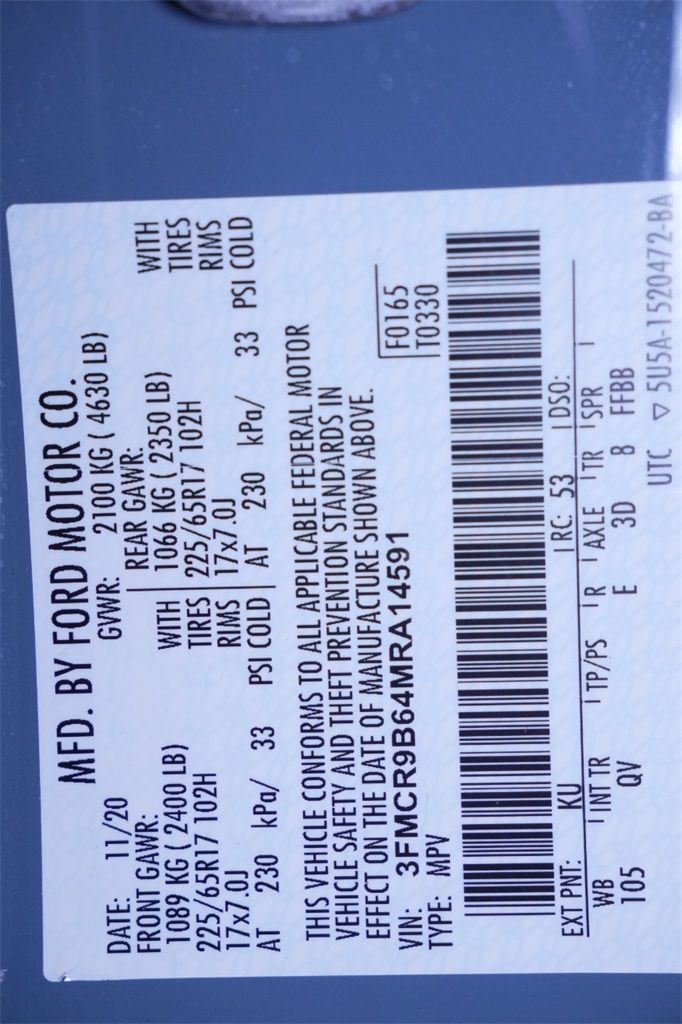 MFD. BY FORD MOTOR CO.
DATE: 11/20 GVWR: 2100 KG ( 4630 LB)
FRONT GAWR: REAR GAWR:
1089 KG ( 2400 LB) WITH 1066 KG ( 2350 LB) WITH
225/65R17 102H TIRES 225/65R17 102H TIRES
17x7.0J RIMS 17x7.0J RIMS
AT 230 kPa/ 33 PSI COLD AT 230 kPa/ 33 PSI COLD
THIS VEHICLE CONFORMS TO ALL APPLICABLE FEDERAL MOTOR
VEHICLE SAFETY AND THEFT PREVENTION STANDARDS IN
EFFECT ON THE DATE OF MANUFACTURE SHOWN ABOVE.
VIN: 3FMCR9B64MRA14591 F0165
TYPE: MPV T0330
EXT PNT: KU RC: 53 DSO:
WB INT TR TP/PS R AXLE TR SPR
105 QV E 3D 8 FFBB
UTC ▽ 5U5A-1520472-BA